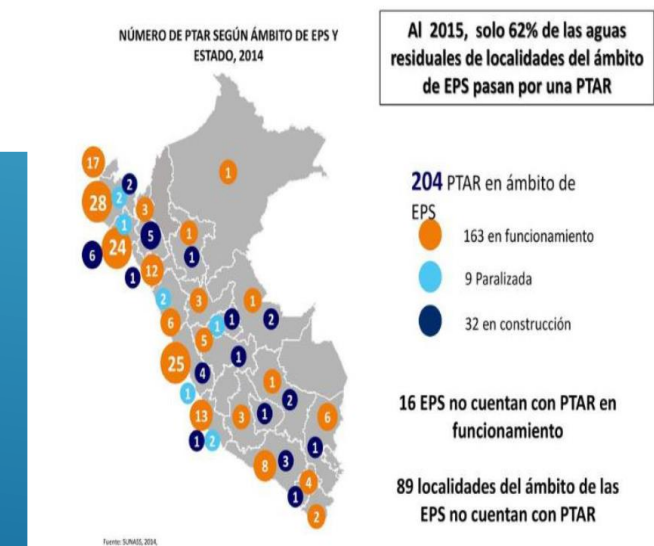 NÚMERO DE PTAR SEGÚN ÁMBITO DE EPS Y
ESTADO, 2014
Al 2015, solo 62% de las aguas
residuales de localidades del ámbito
de EPS pasan por una PTAR
17
2
1
28
2
3
1
24
5
1
6
1
1
12
2
3
1
6
1
1
2
5
25
1
4
1
1
2
13
3
1
6
1
2
1
8
3
4
1
2
204 PTAR en ámbito de
EPS
163 en funcionamiento
9 Paralizada
32 en construcción
16 EPS no cuentan con PTAR en
funcionamiento
89 localidades del ámbito de las
EPS no cuentan con PTAR
Fuente: SUNASS, 2014,